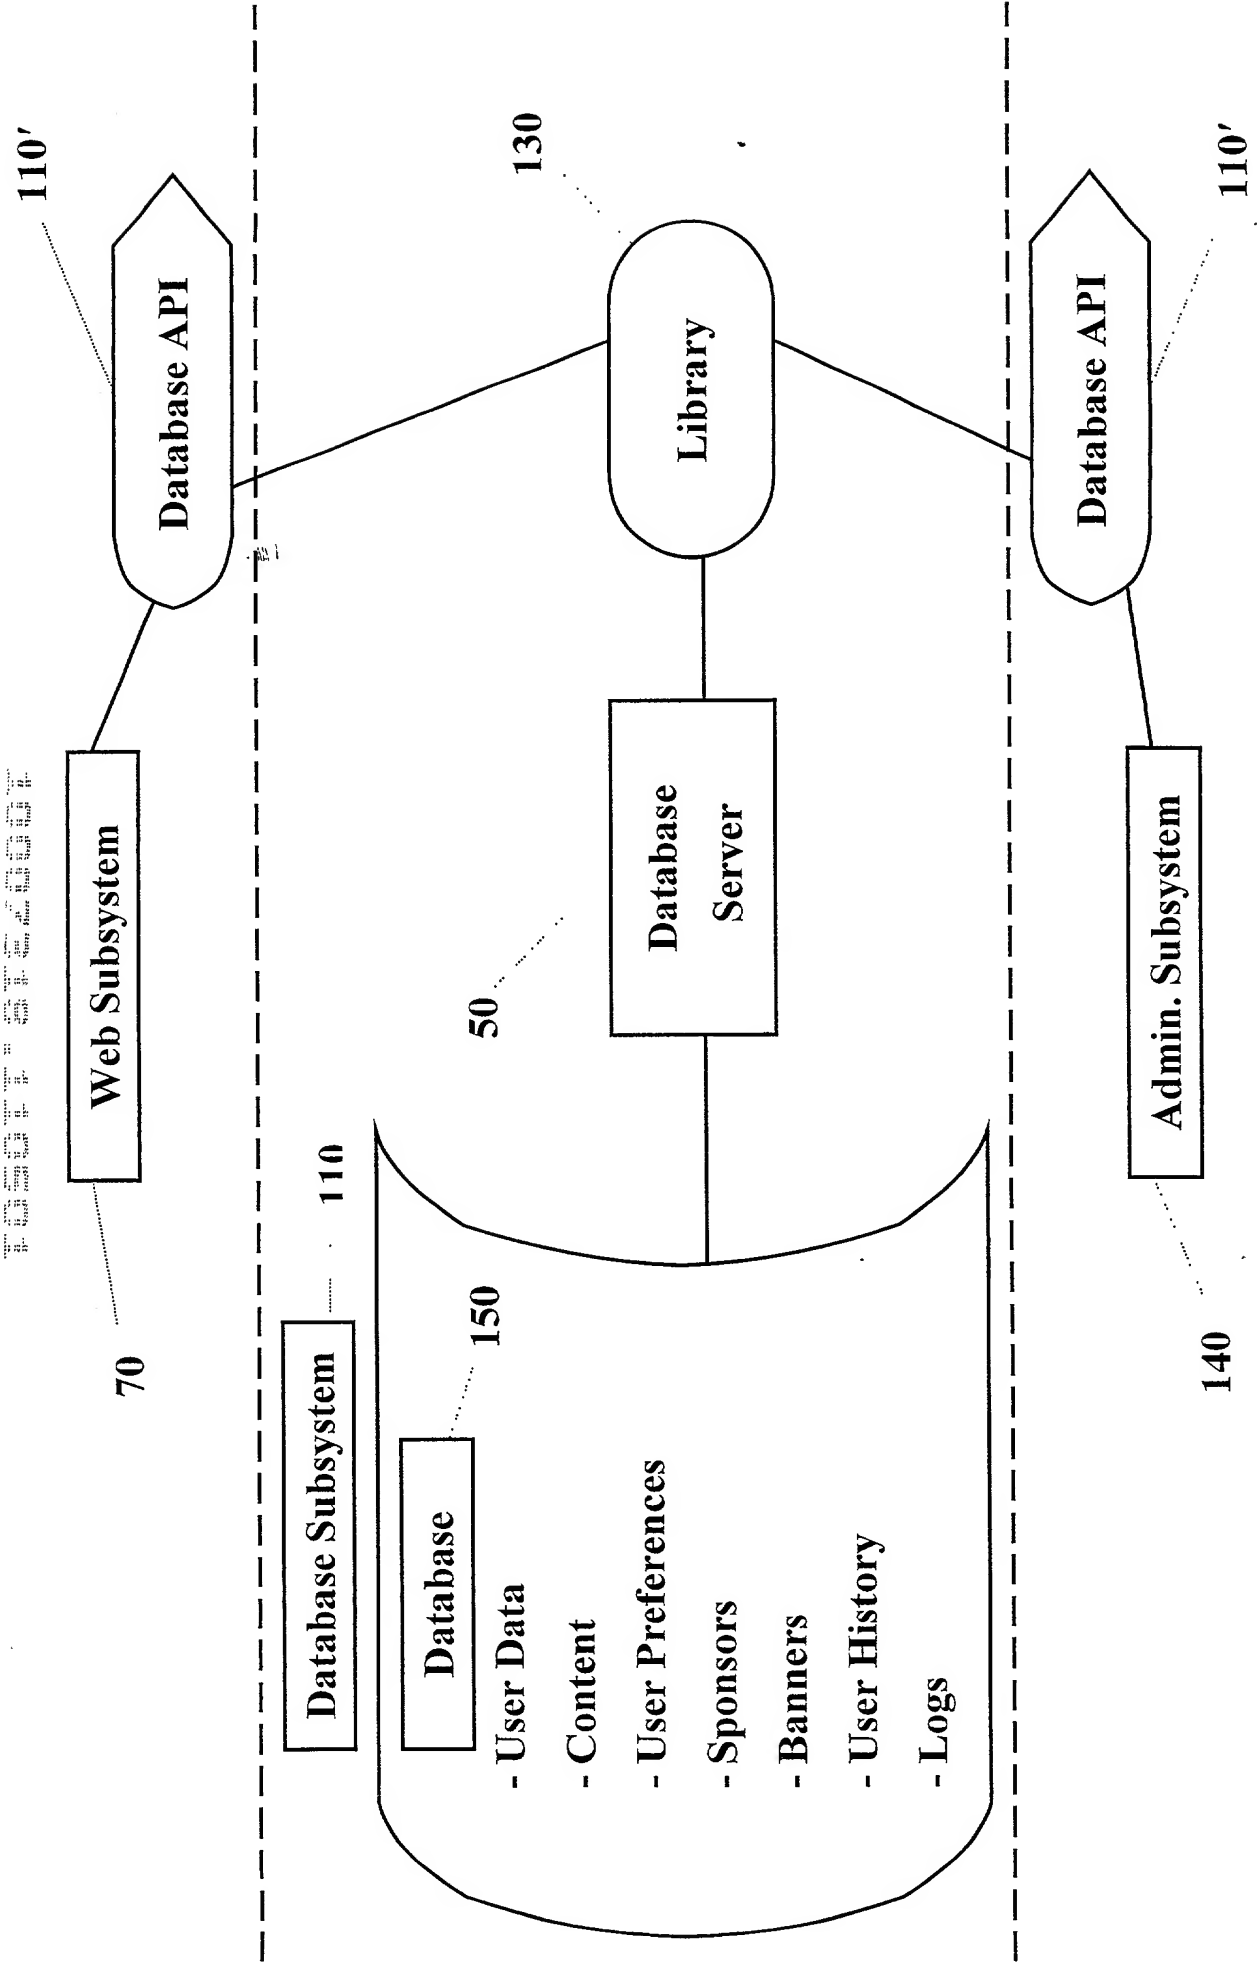 70
Web Subsystem
Database API
110′
Database Subsystem
110
Database
150
- User Data
- Content
- User Preferences
- Sponsors
- Banners
- User History
- Logs
50
Database
Server
Library
130
140
Admin. Subsystem
Database API
110′